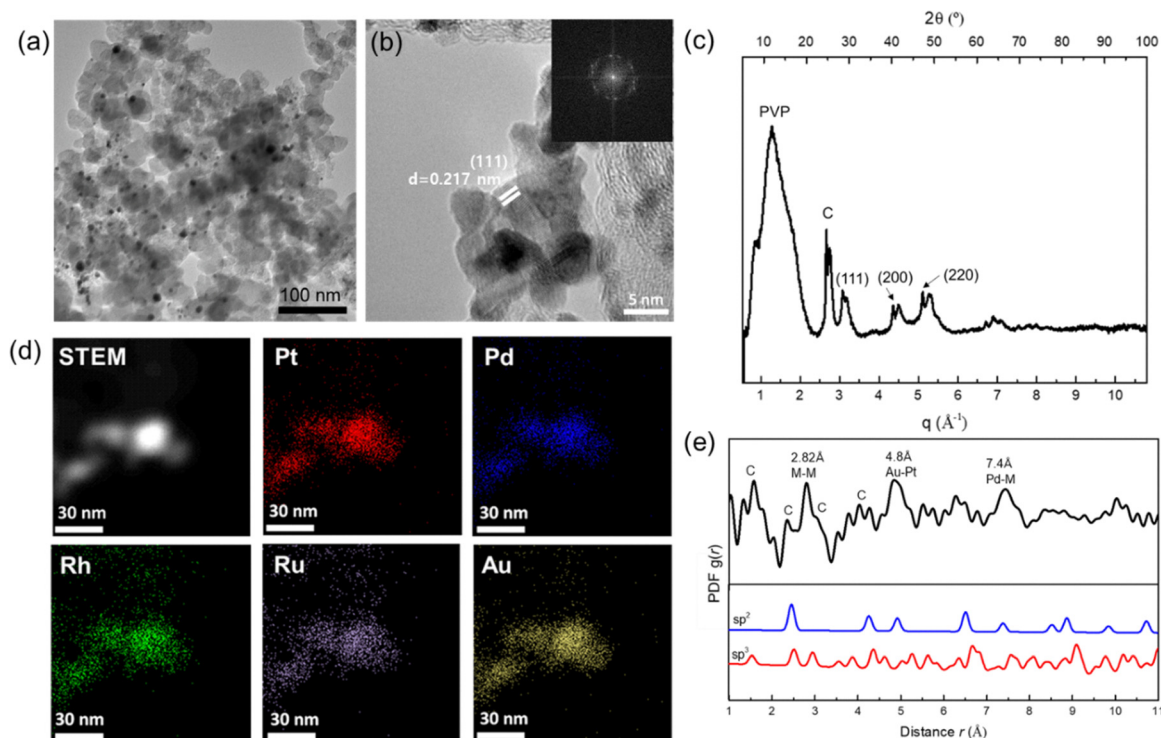 (a)
100 nm
(b)
(111)
d=0.217 nm
5 nm
(c)
2θ (º)
10 20 30 40 50 60 70 80 90 100
PVP
C
(111)
(200)
(220)
1 2 3 4 5 6 7 8 9 10
q (Å⁻¹)
(d)
STEM
30 nm
Pt
30 nm
Pd
30 nm
Rh
30 nm
Ru
30 nm
Au
30 nm
(e)
PDF g(r)
C
C
2.82Å
M-M
C
C
4.8Å
Au-Pt
7.4Å
Pd-M
sp²
sp³
1 2 3 4 5 6 7 8 9 10 11
Distance r (Å)